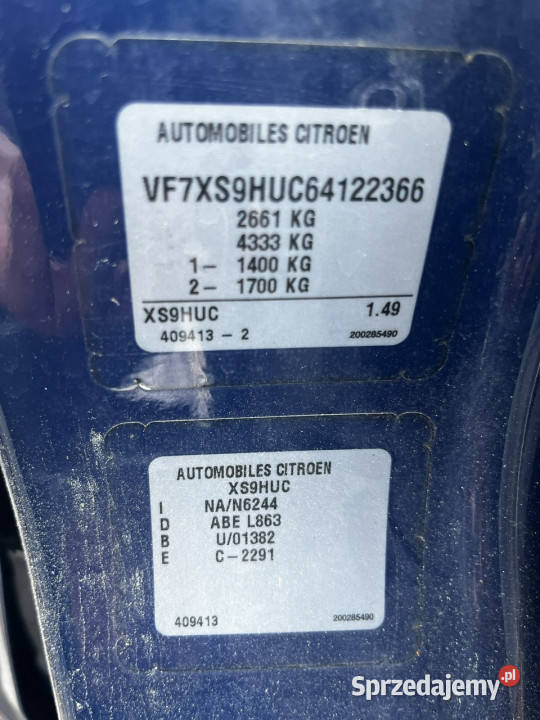 AUTOMOBILES CITROEN
VF7XS9HUC64122366
2661 KG
4333 KG
1- 1400 KG
2- 1700 KG
XS9HUC 1.49
409413-2 200285490
AUTOMOBILES CITROEN
XS9HUC
I NA/N6244
D ABE L863
B U/01382
E C-2291
409413 200285490
Sprzedajemy.pl